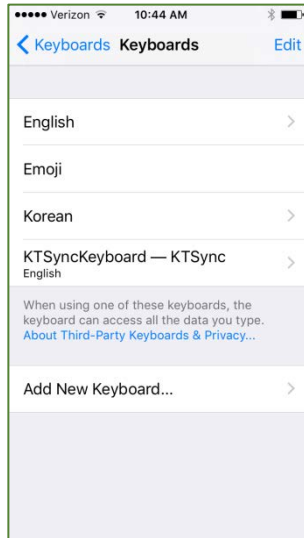 Verizon 10:44 AM
Keyboards Keyboards Edit
English
Emoji
Korean
KTSyncKeyboard — KTSync
English
When using one of these keyboards, the
keyboard can access all the data you type.
About Third-Party Keyboards & Privacy...
Add New Keyboard...